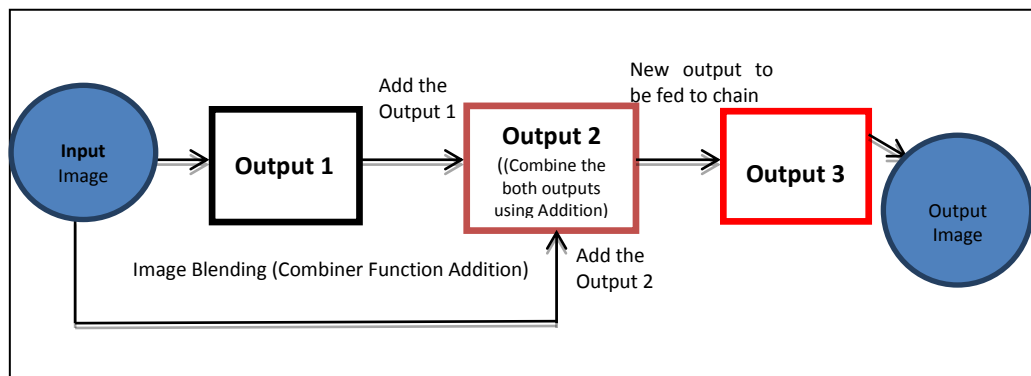 Input
Image
Output 1
Add the
Output 1
Output 2
((Combine the
both outputs
using Addition)
New output to
be fed to chain
Output 3
Output
Image
Image Blending (Combiner Function Addition)
Add the
Output 2